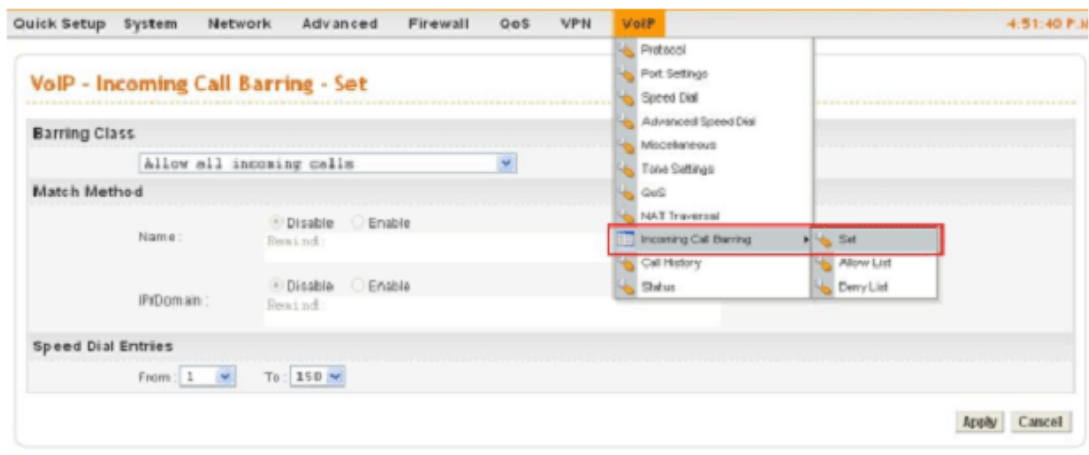 Quick Setup System Network Advanced Firewall QoS VPN VoIP 4:51:40 P.M
Protocol
Port Settings
Speed Dial
Advanced Speed Dial
Miscellaneous
Tone Settings
QoS
NAT Traversal
Incoming Call Barring
Call History
Status
Set
Allow List
Deny List
VoIP - Incoming Call Barring - Set
Barring Class
Allow all incoming calls
Match Method
Name: Disable Enable
Remind:
IP/Domain: Disable Enable
Remind:
Speed Dial Entries
From: 1 To: 150
Apply Cancel